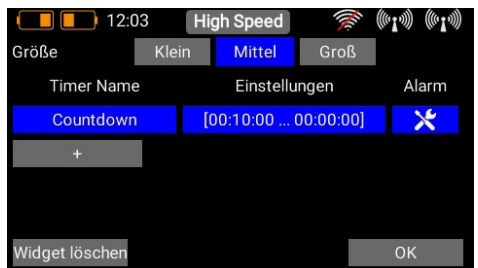 12:03 High Speed
Größe Klein Mittel Groß
Timer Name Einstellungen Alarm
Countdown [00:10:00 ... 00:00:00]
+
Widget löschen OK